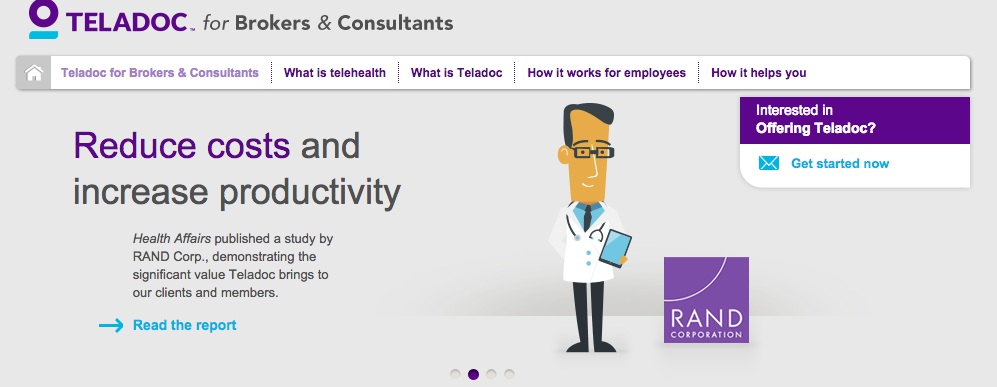 TELADOC™ for Brokers & Consultants
Teladoc for Brokers & Consultants What is telehealth What is Teladoc How it works for employees How it helps you
Interested in
Offering Teladoc?
Get started now
Reduce costs and
increase productivity
Health Affairs published a study by
RAND Corp., demonstrating the
significant value Teladoc brings to
our clients and members.
Read the report
RAND
CORPORATION